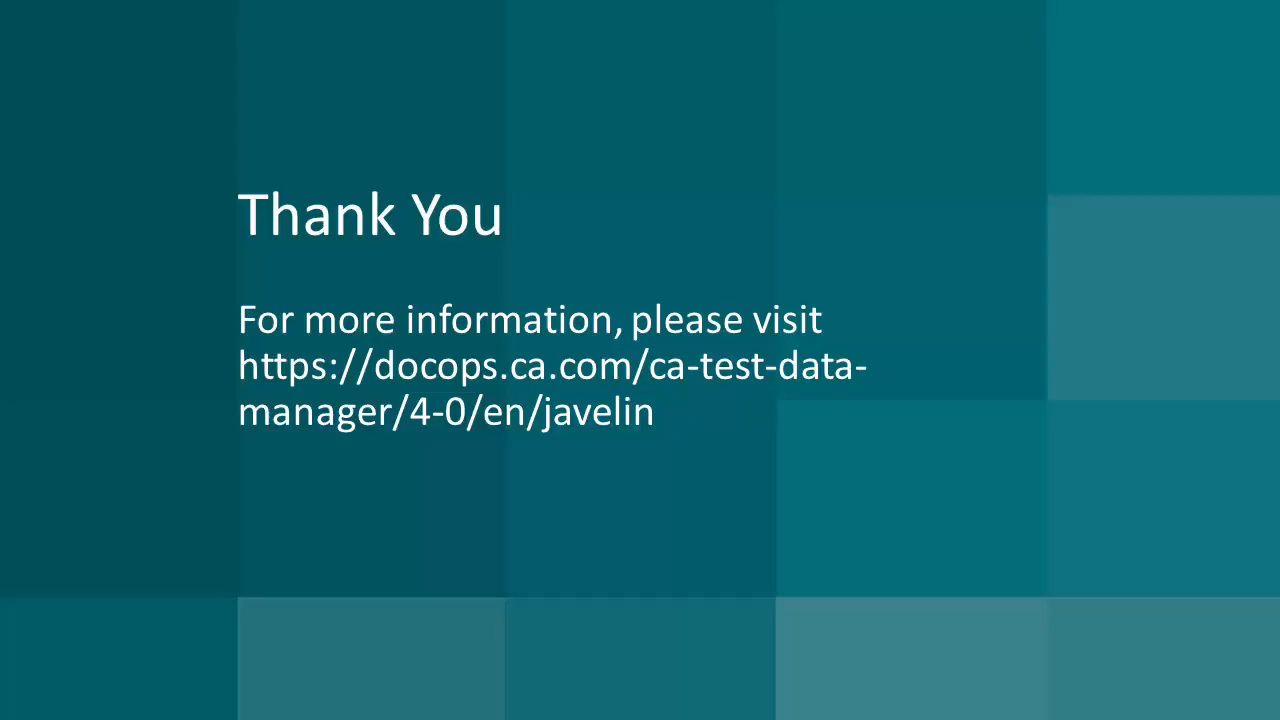 Thank You
For more information, please visit
https://docops.ca.com/ca-test-data-
manager/4-0/en/javelin